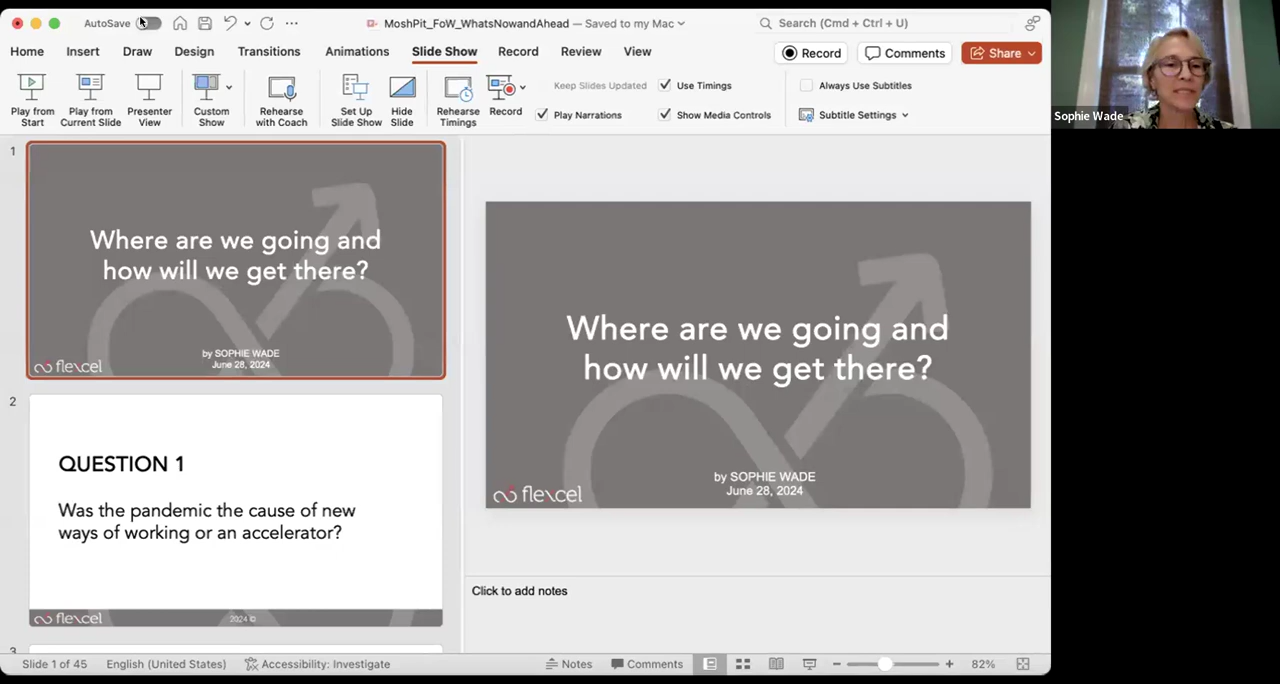 AutoSave
MoshPit_FoW_WhatsNowandAhead — Saved to my Mac
Search (Cmd + Ctrl + U)
Home Insert Draw Design Transitions Animations Slide Show Record Review View
Record Comments Share
Play from Start
Play from Current Slide
Presenter View
Custom Show
Rehearse with Coach
Set Up Slide Show
Hide Slide
Rehearse Timings
Record
Keep Slides Updated
Use Timings
Play Narrations
Show Media Controls
Always Use Subtitles
Subtitle Settings
Sophie Wade
1
Where are we going and
how will we get there?
by SOPHIE WADE
June 28, 2024
flexcel
2
QUESTION 1
Was the pandemic the cause of new
ways of working or an accelerator?
flexcel
2024 ©
3
Where are we going and
how will we get there?
by SOPHIE WADE
June 28, 2024
flexcel
Click to add notes
Slide 1 of 45 English (United States) Accessibility: Investigate Notes Comments 82%